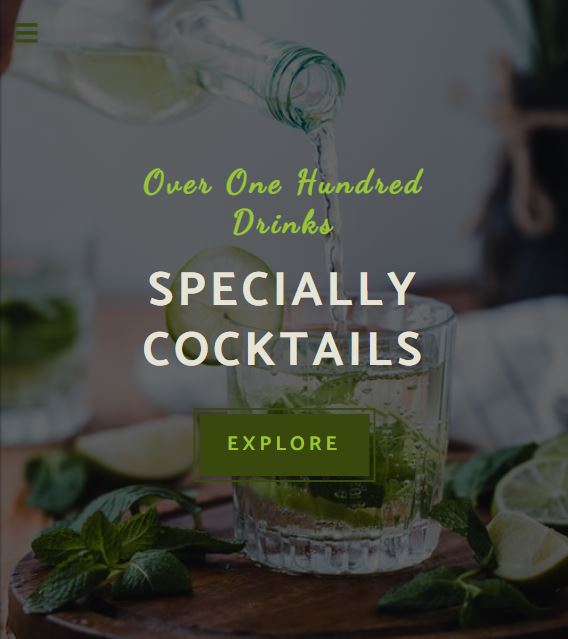 Over One Hundred
Drinks
SPECIALLY
COCKTAILS
EXPLORE